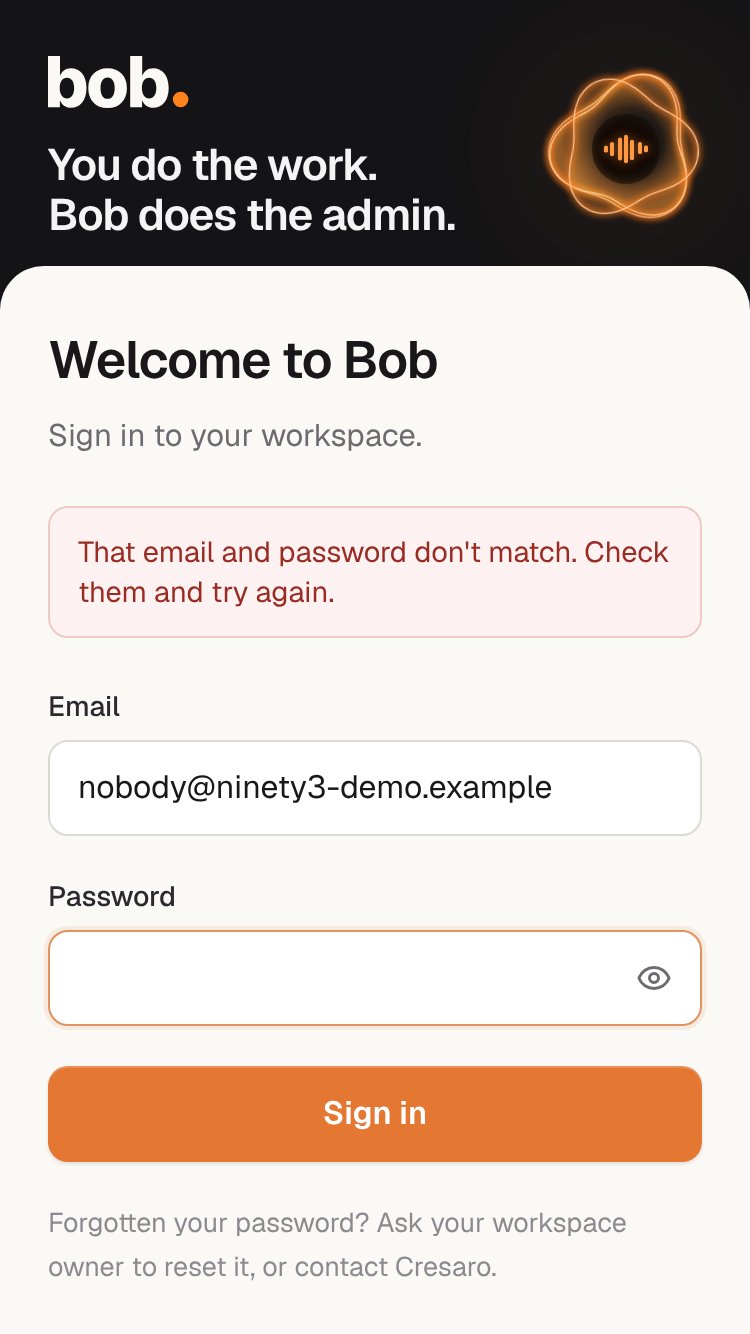 bob.
You do the work.
Bob does the admin.
Welcome to Bob
Sign in to your workspace.
That email and password don't match. Check
them and try again.
Email
nobody@ninety3-demo.example
Password
Sign in
Forgotten your password? Ask your workspace
owner to reset it, or contact Cresaro.